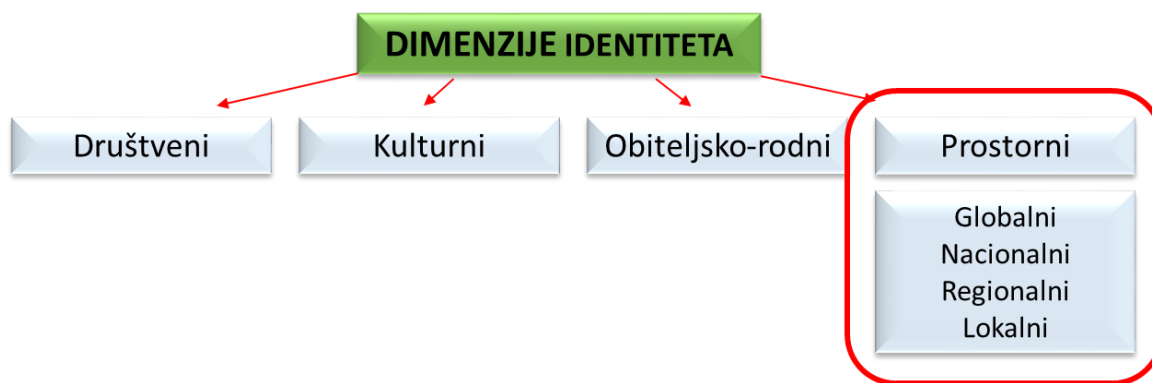 DIMENZIJE IDENTITETA
Društveni
Kulturni
Obiteljsko-rodni
Prostorni
Globalni
Nacionalni
Regionalni
Lokalni